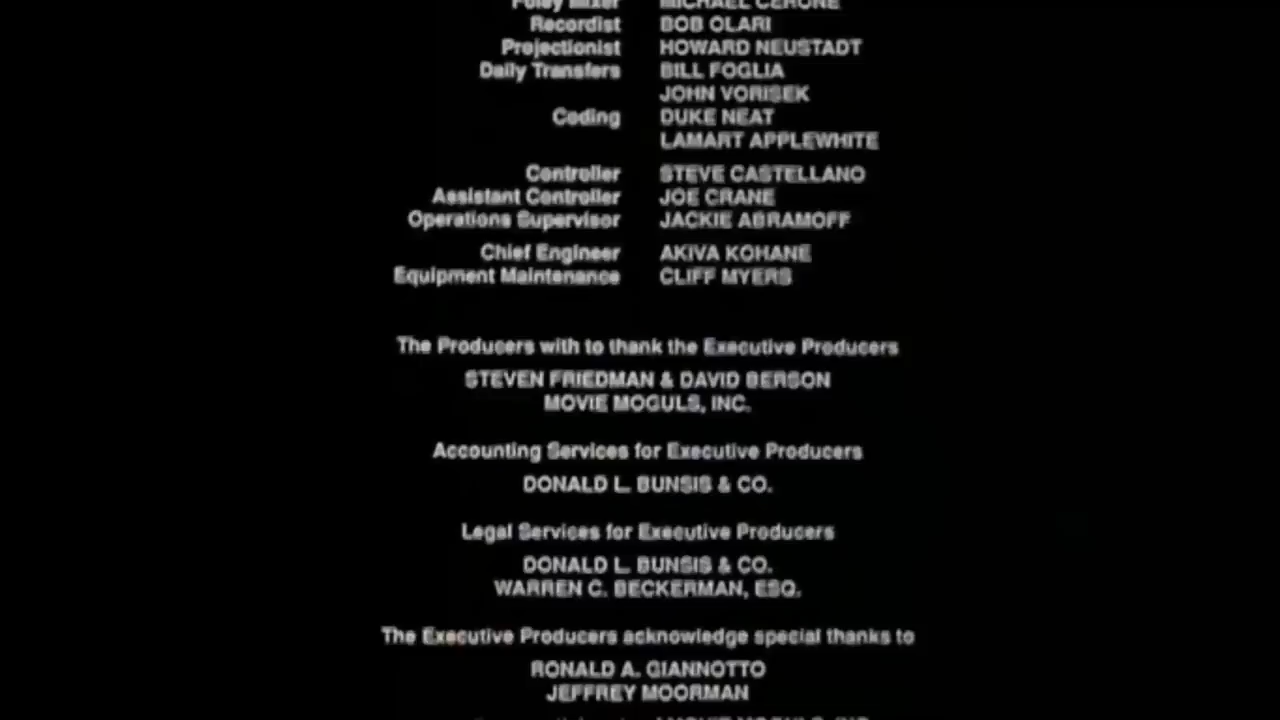 Foley Mixer MICHAEL CERONE
Recordist BOB OLARI
Projectionist HOWARD NEUSTADT
Daily Transfers BILL FOGLIA
JOHN VORISEK
Coding DUKE NEAT
LAMART APPLEWHITE
Controller STEVE CASTELLANO
Assistant Controller JOE CRANE
Operations Supervisor JACKIE ABRAMOFF
Chief Engineer AKIVA KOHANE
Equipment Maintenance CLIFF MYERS
The Producers with to thank the Executive Producers
STEVEN FRIEDMAN & DAVID BERSON
MOVIE MOGULS, INC.
Accounting Services for Executive Producers
DONALD L. BUNSIS & CO.
Legal Services for Executive Producers
DONALD L. BUNSIS & CO.
WARREN C. BECKERMAN, ESQ.
The Executive Producers acknowledge special thanks to
RONALD A. GIANNOTTO
JEFFREY MOORMAN